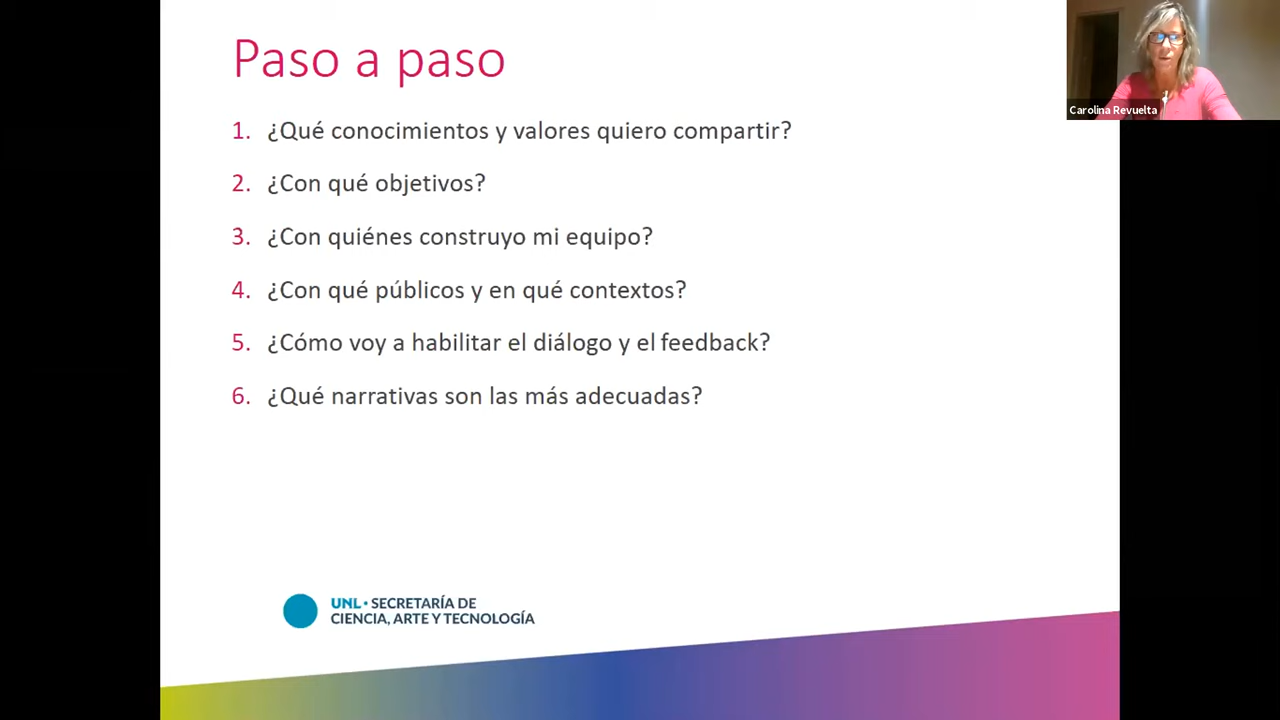 Paso a paso
1. ¿Qué conocimientos y valores quiero compartir?
2. ¿Con qué objetivos?
3. ¿Con quiénes construyo mi equipo?
4. ¿Con qué públicos y en qué contextos?
5. ¿Cómo voy a habilitar el diálogo y el feedback?
6. ¿Qué narrativas son las más adecuadas?
UNL · SECRETARÍA DE
CIENCIA, ARTE Y TECNOLOGÍA
Carolina Revuelta